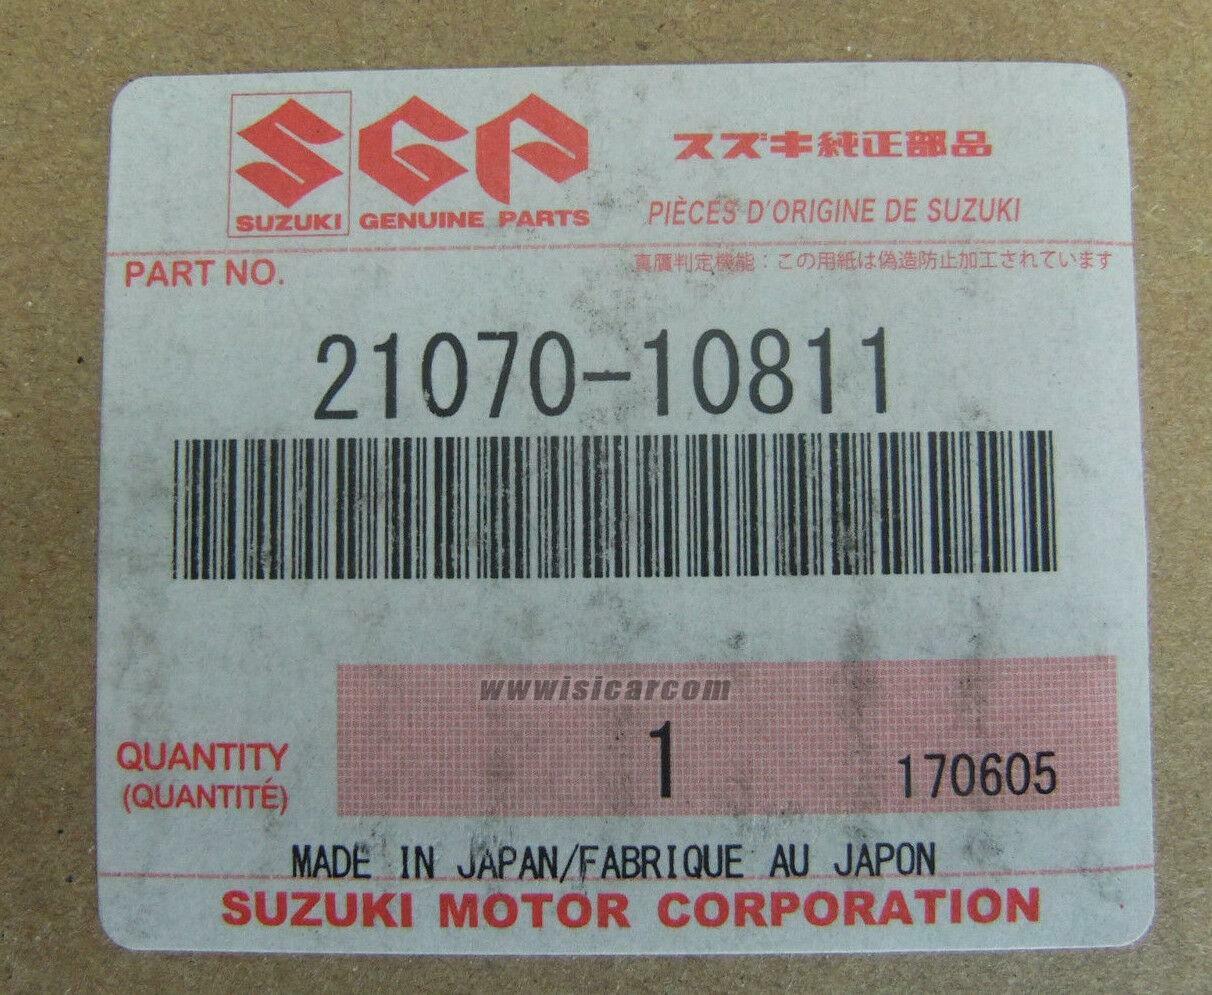 SGP
スズキ純正部品
SUZUKI GENUINE PARTS
PIÈCES D'ORIGINE DE SUZUKI
PART NO.
真贋判定機能:この用紙は偽造防止加工されています
21070-10811
wwwisicarcom
QUANTITY
(QUANTITÉ)
1
170605
MADE IN JAPAN/FABRIQUE AU JAPON
SUZUKI MOTOR CORPORATION